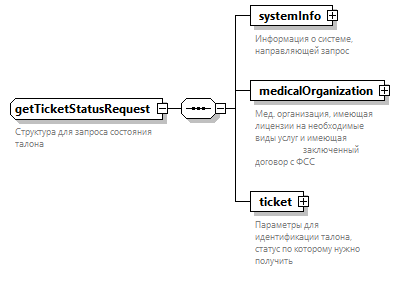 systemInfo
Информация о системе,
направляющей запрос
medicalOrganization
Мед. организация, имеющая
лицензии на необходимые
виды услуг и имеющая
заключенный
договор с ФСС
getTicketStatusRequest
Структура для запроса состояния
талона
ticket
Параметры для
идентификации талона,
статус по которому нужно
получить